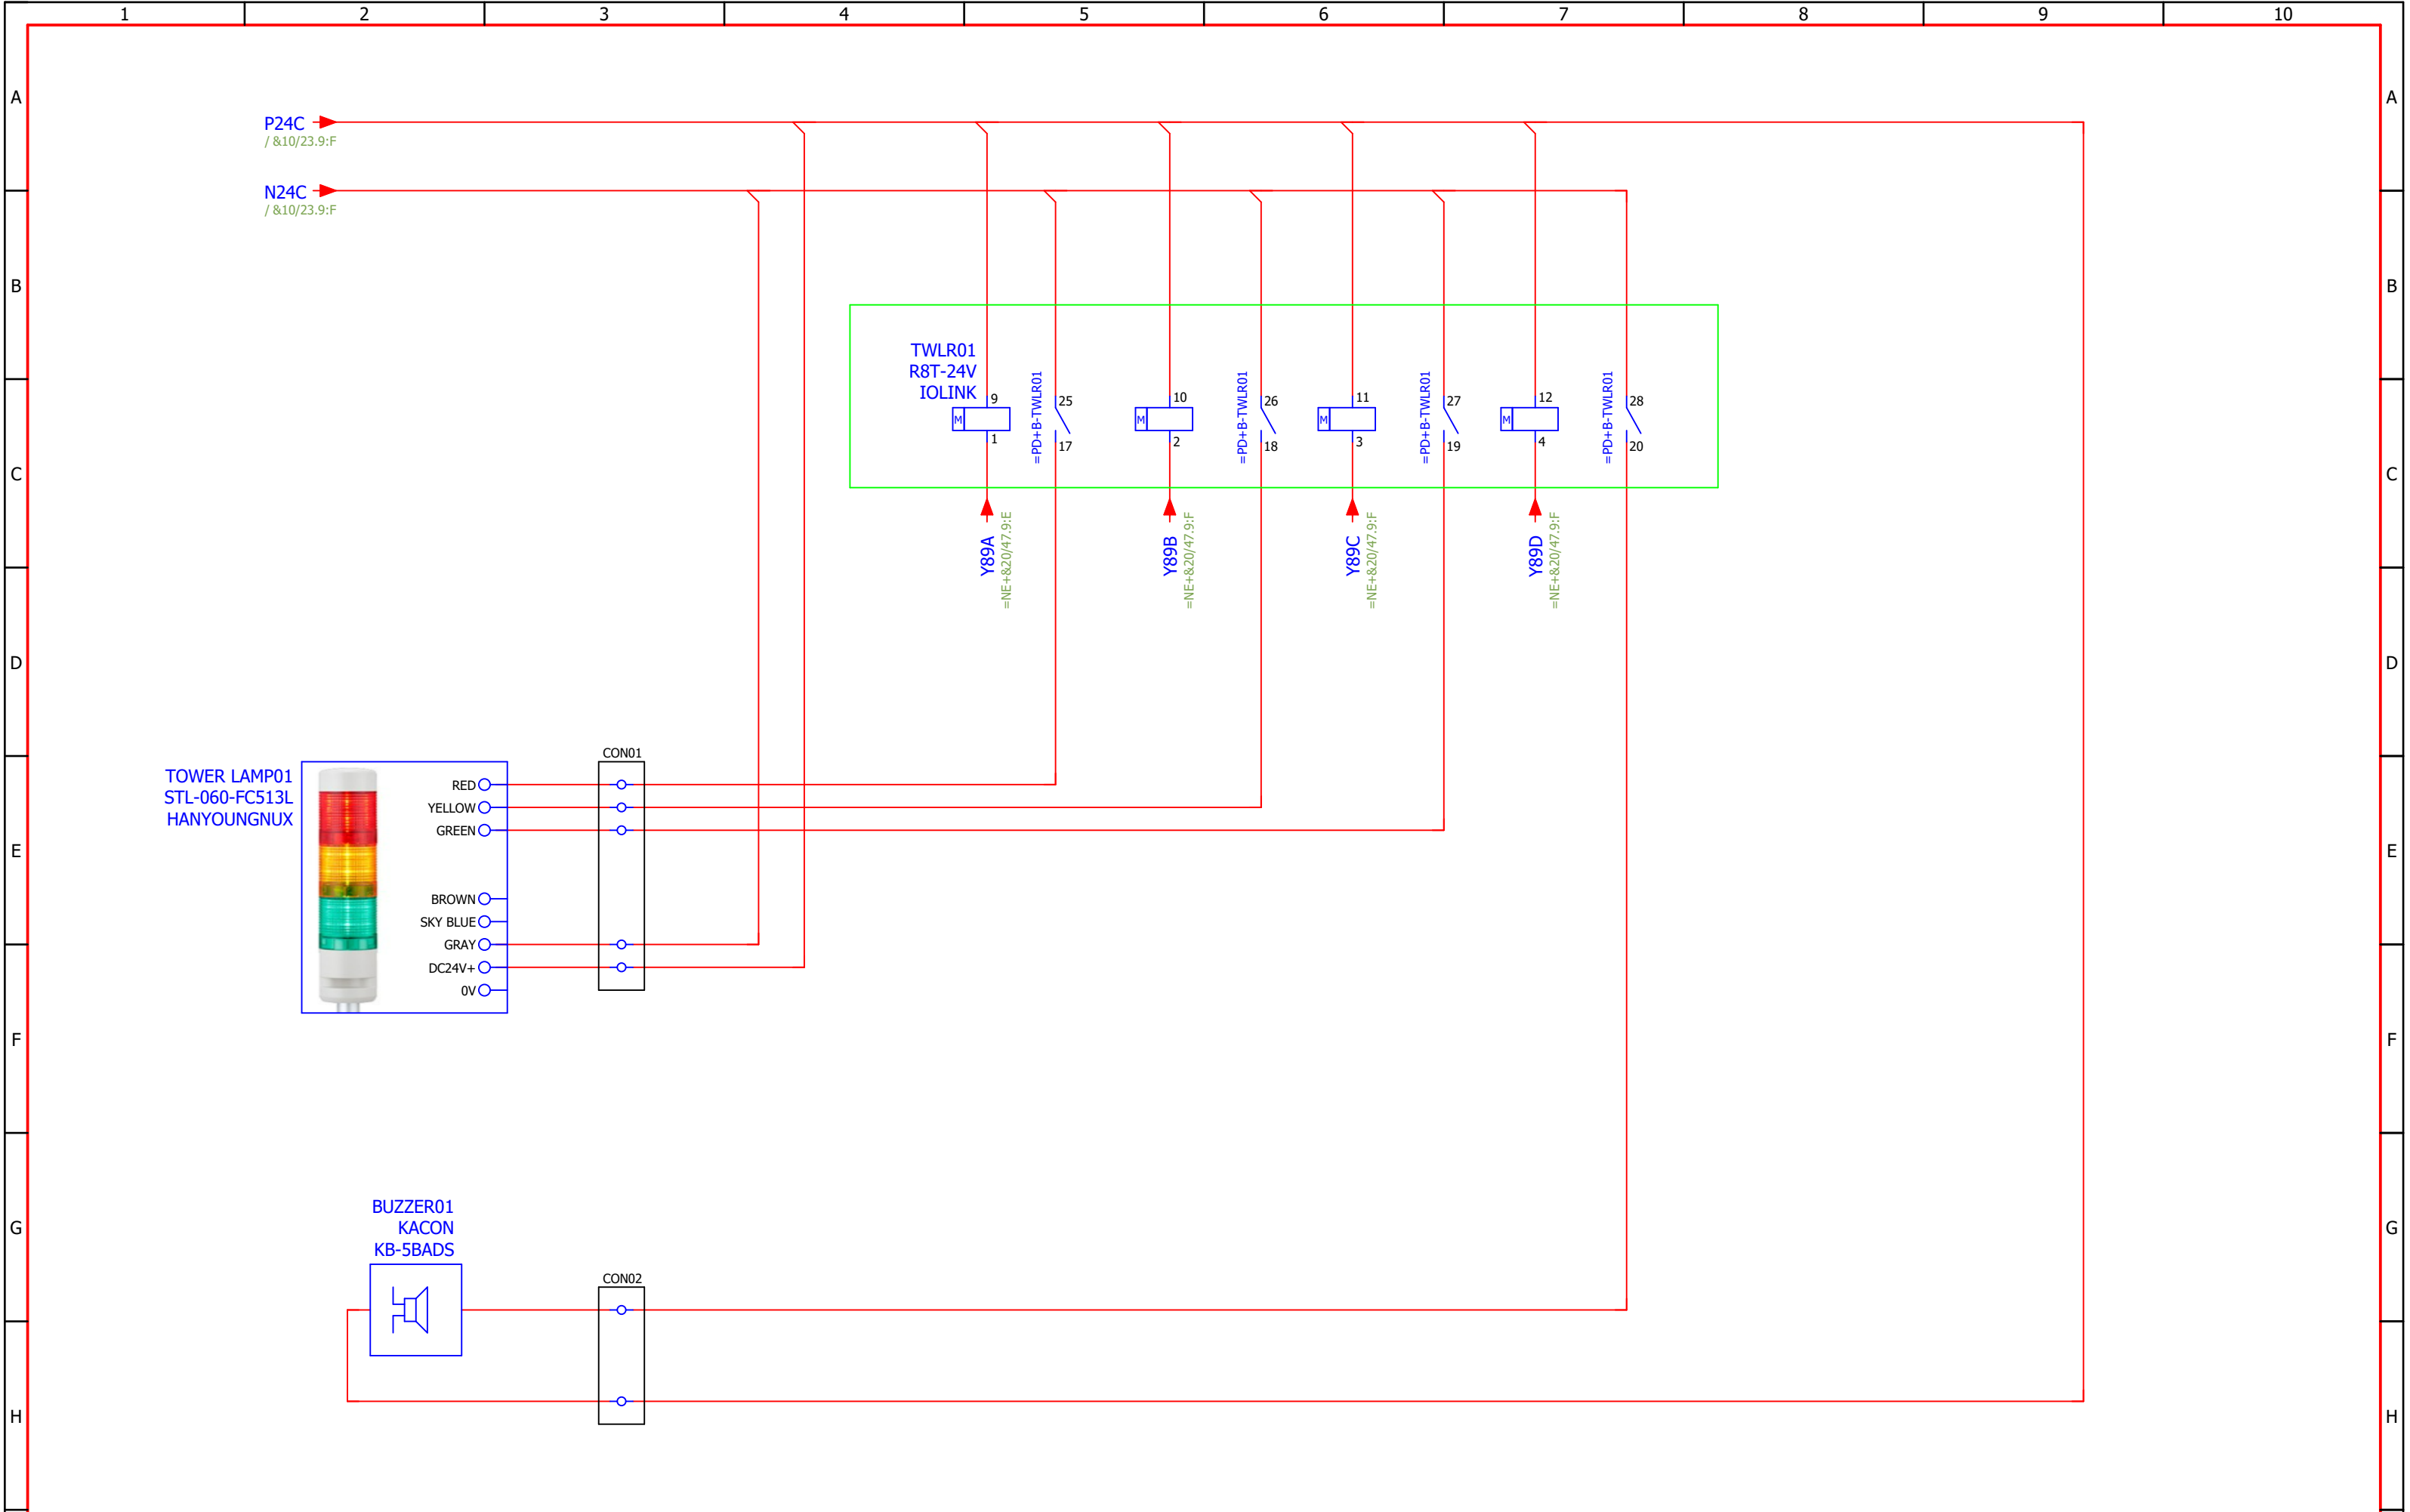 1 2 3 4 5 6 7 8 9 10
A A
P24C
/ &10/23.9:F
N24C
/ &10/23.9:F
B B
TWLR01
R8T-24V
IOLINK
M 9 1
=PD+B-TWLR01 25 17
M 10 2
=PD+B-TWLR01 26 18
M 11 3
=PD+B-TWLR01 27 19
M 12 4
=PD+B-TWLR01 28 20
C C
Y89A
=NE+&20/47.9:E
Y89B
=NE+&20/47.9:F
Y89C
=NE+&20/47.9:F
Y89D
=NE+&20/47.9:F
D D
TOWER LAMP01
STL-060-FC513L
HANYOUNGNUX
CON01
RED
YELLOW
GREEN
E E
BROWN
SKY BLUE
GRAY
DC24V+
0V
F F
BUZZER01
KACON
KB-5BADS
G G
CON02
H H